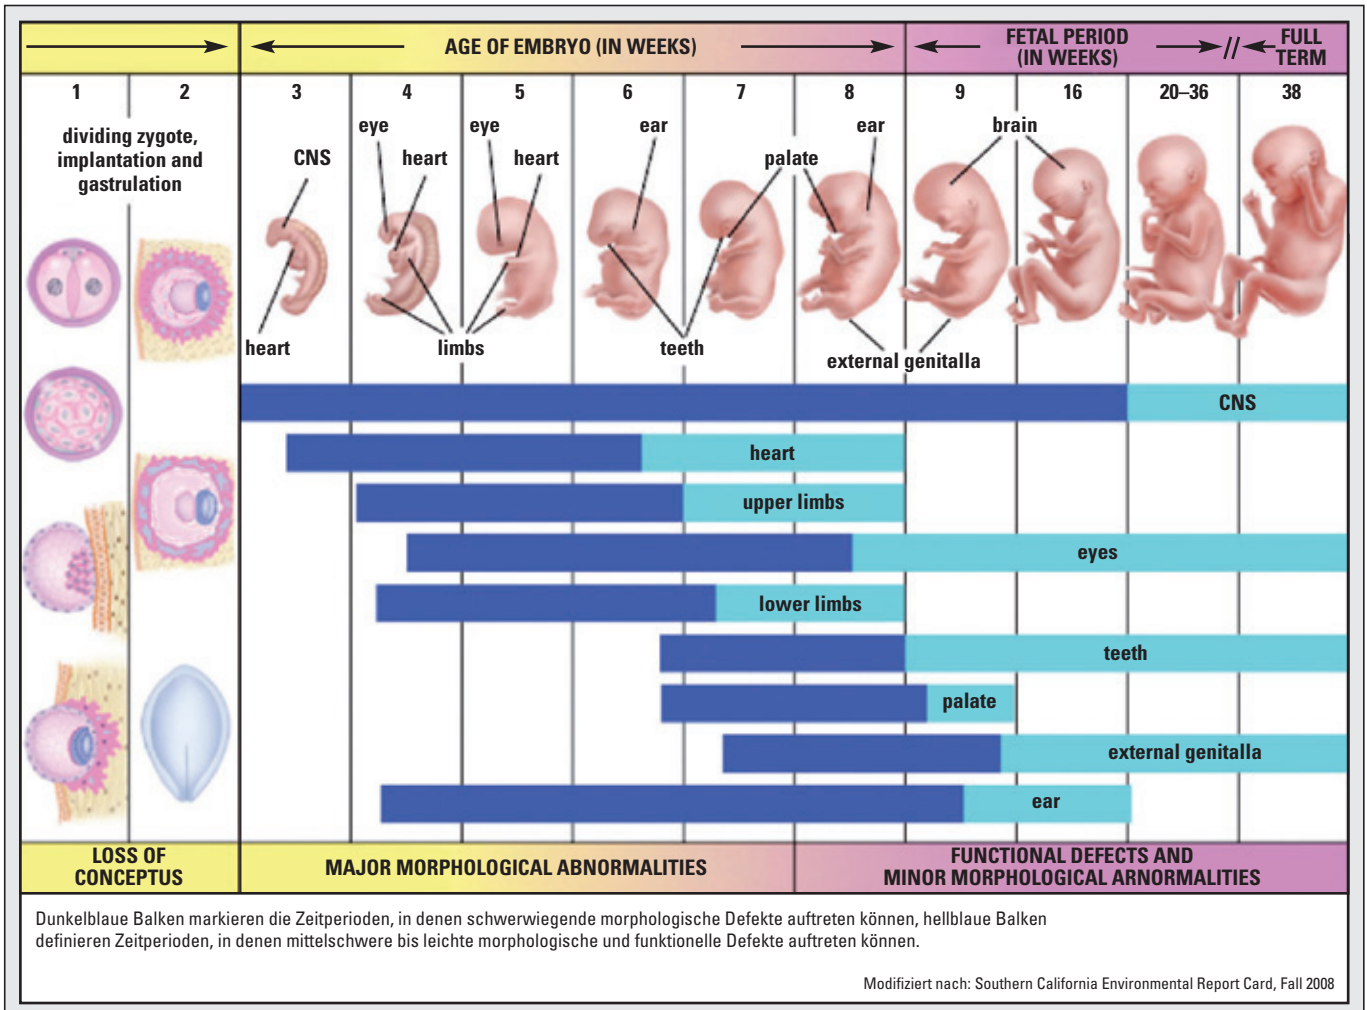 AGE OF EMBRYO (IN WEEKS)
FETAL PERIOD
(IN WEEKS)
//
FULL
TERM
1
2
3
4
5
6
7
8
9
16
20–36
38
dividing zygote,
implantation and
gastrulation
CNS
eye
heart
eye
heart
ear
palate
ear
brain
heart
limbs
teeth
external genitalla
CNS
heart
upper limbs
eyes
lower limbs
teeth
palate
external genitalla
ear
LOSS OF
CONCEPTUS
MAJOR MORPHOLOGICAL ABNORMALITIES
FUNCTIONAL DEFECTS AND
MINOR MORPHOLOGICAL ARNORMALITIES
Dunkelblaue Balken markieren die Zeitperioden, in denen schwerwiegende morphologische Defekte auftreten können, hellblaue Balken
definieren Zeitperioden, in denen mittelschwere bis leichte morphologische und funktionelle Defekte auftreten können.
Modifiziert nach: Southern California Environmental Report Card, Fall 2008